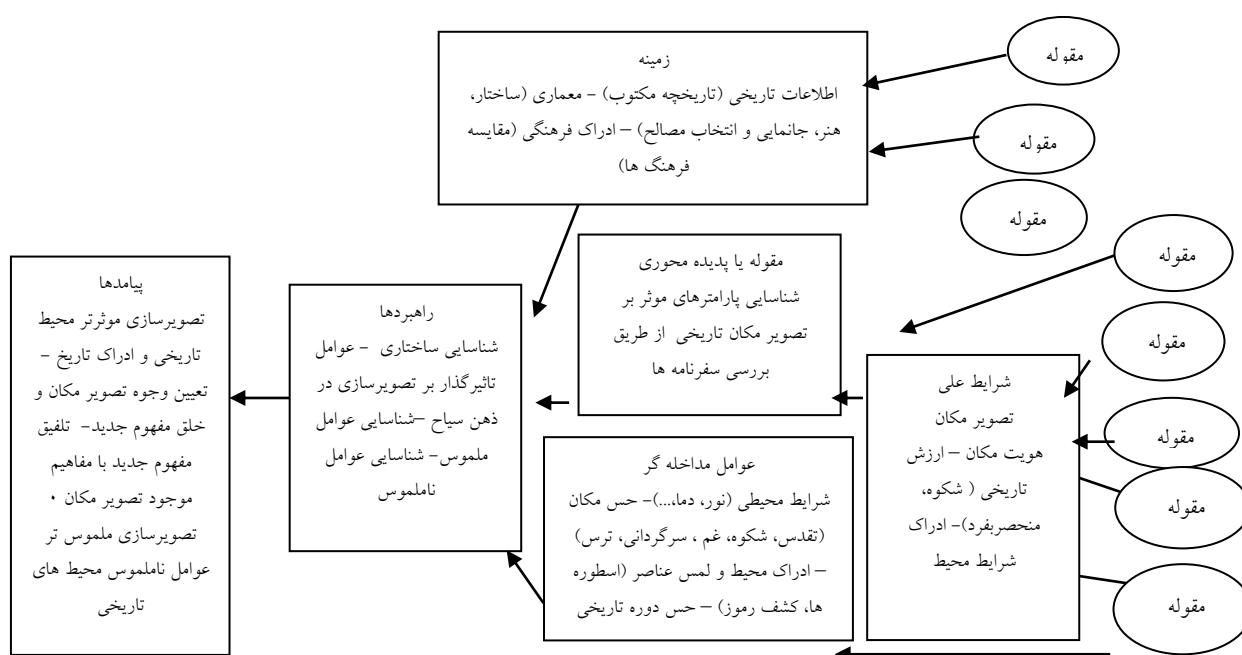 زمینه
اطلاعات تاریخی (تاریخچه مکتوب) – معماری (ساختار،
هنر، جانمایی و انتخاب مصالح) – ادراک فرهنگی (مقایسه
فرهنگ ها)
مقوله
مقوله
مقوله
مقوله
مقوله
مقوله
مقوله
مقوله
شرایط علی
تصویر مکان
هویت مکان – ارزش
تاریخی ( شکوه،
منحصربفرد)– ادراک
شرایط محیط
مقوله یا پدیده محوری
شناسایی پارامترهای موثر بر
تصویر مکان تاریخی از طریق
بررسی سفرنامه ها
عوامل مداخله گر
شرایط محیطی (نور، دما،...)– حس مکان
(تقدس، شکوه، غم ، سرگردانی، ترس)
– ادراک محیط و لمس عناصر (اسطوره
ها، کشف رموز) – حس دوره تاریخی
راهبردها
شناسایی ساختاری – عوامل
تاثیرگذار بر تصویرسازی در
ذهن سیاح –شناسایی عوامل
ملموس– شناسایی عوامل
ناملموس
پیامدها
تصویرسازی موثرتر محیط
تاریخی و ادراک تاریخ –
تعیین وجوه تصویر مکان و
خلق مفهوم جدید– تلفیق
مفهوم جدید با مفاهیم
موجود تصویر مکان ۰
تصویرسازی ملموس تر
عوامل ناملموس محیط های
تاریخی